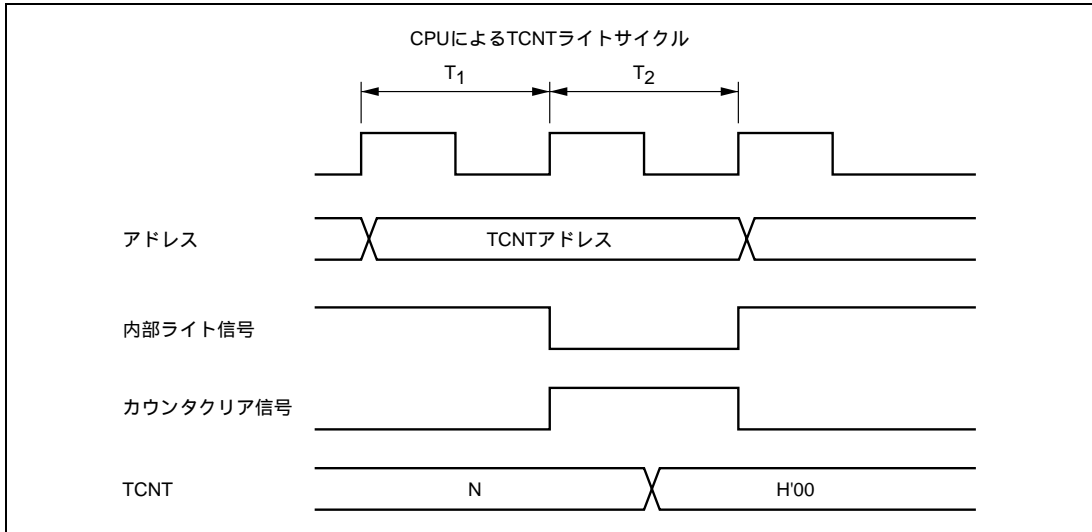 CPUによるTCNTライトサイクル
T1 T2
アドレス TCNTアドレス
内部ライト信号
カウンタクリア信号
TCNT N H'00